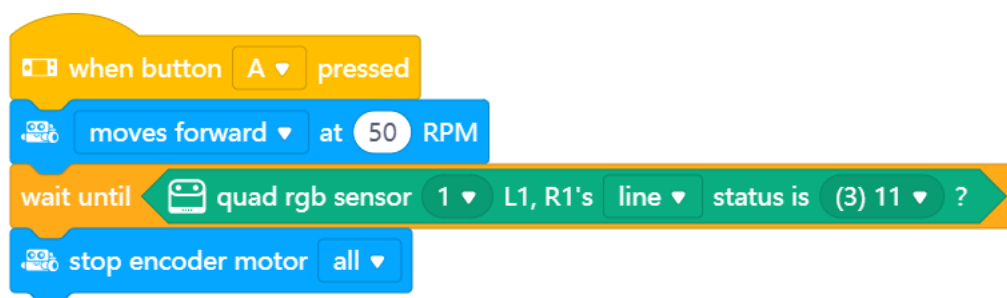 when button A pressed
moves forward at 50 RPM
wait until quad rgb sensor 1 L1, R1's line status is (3) 11 ?
stop encoder motor all